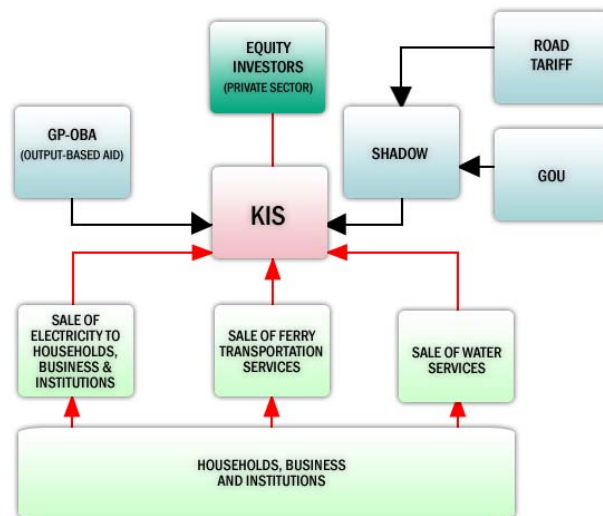 EQUITY
INVESTORS
(PRIVATE SECTOR)
ROAD
TARIFF
GP-OBA
(OUTPUT-BASED AID)
SHADOW
GOU
KIS
SALE OF
ELECTRICITY TO
HOUSEHOLDS,
BUSINESS &
INSTITUTIONS
SALE OF FERRY
TRANSPORTATION
SERVICES
SALE OF WATER
SERVICES
HOUSEHOLDS, BUSINESS
AND INSTITUTIONS